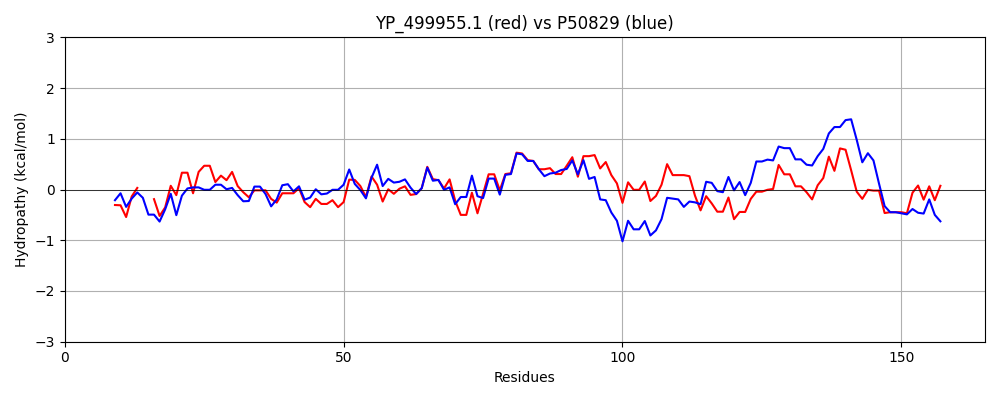 YP_499955.1 (red) vs P50829 (blue)
Hydropathy (kcal/mol)
3
2
1
0
−1
−2
−3
0 50 100 150
Residues